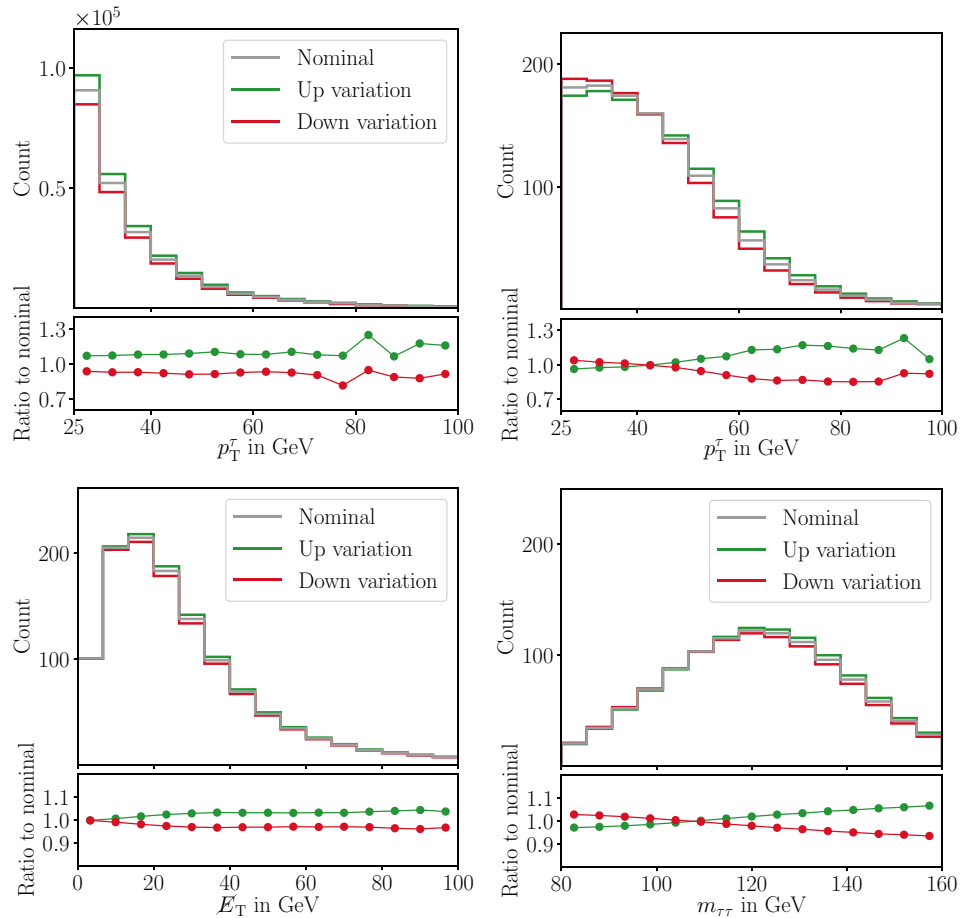 ×10⁵
1.0
0.5
Count
Nominal
Up variation
Down variation
1.3
1.0
0.7
Ratio to nominal
25 40 60 80 100
p_T^τ in GeV
200
100
Count
1.3
1.0
0.7
Ratio to nominal
25 40 60 80 100
p_T^τ in GeV
200
100
Count
Nominal
Up variation
Down variation
1.1
1.0
0.9
Ratio to nominal
0 20 40 60 80 100
E̸_T in GeV
200
100
Count
Nominal
Up variation
Down variation
1.1
1.0
0.9
Ratio to nominal
80 100 120 140 160
m_ττ in GeV